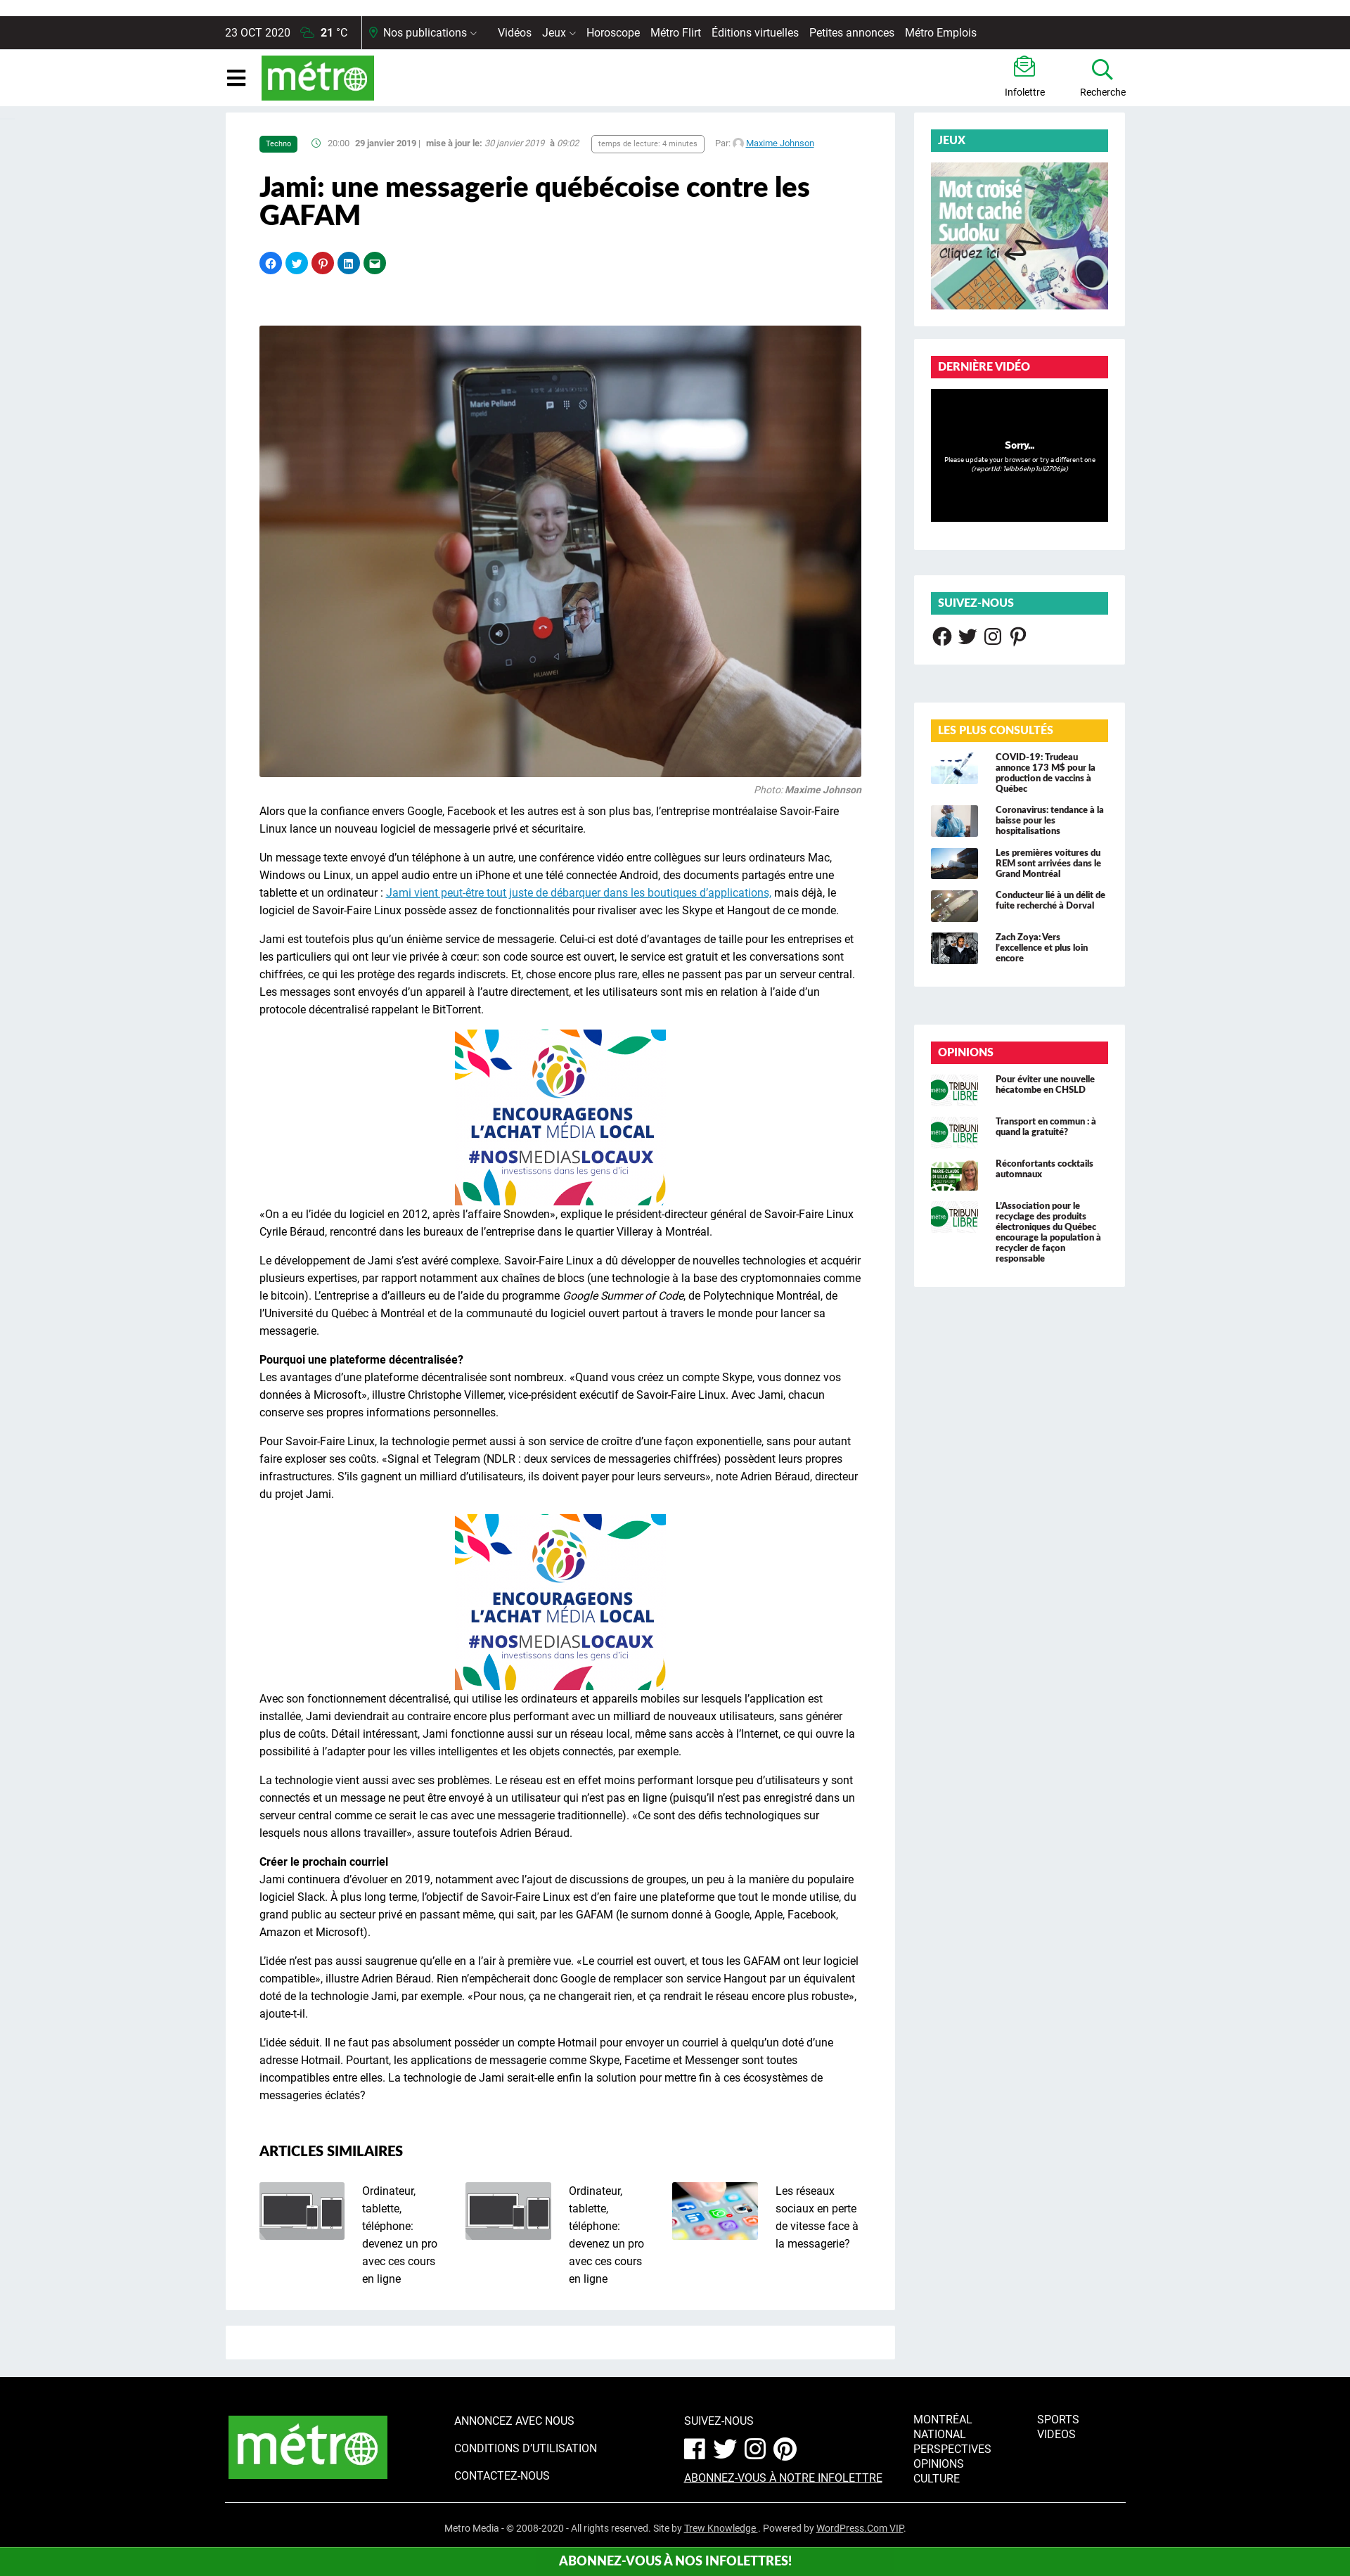 23 OCT 2020 21 °C Nos publications Vidéos Jeux Horoscope Métro Flirt Éditions virtuelles Petites annonces Métro Emplois
métro
Infolettre
Recherche
Techno 20:00 29 janvier 2019 | mise à jour le: 30 janvier 2019 à 09:02 temps de lecture: 4 minutes Par: Maxime Johnson
Jami: une messagerie québécoise contre les
GAFAM
Marie Pelland
HUAWEI
Photo: Maxime Johnson
Alors que la confiance envers Google, Facebook et les autres est à son plus bas, l’entreprise montréalaise Savoir-Faire
Linux lance un nouveau logiciel de messagerie privé et sécuritaire.
Un message texte envoyé d’un téléphone à un autre, une conférence vidéo entre collègues sur leurs ordinateurs Mac,
Windows ou Linux, un appel audio entre un iPhone et une télé connectée Android, des documents partagés entre une
tablette et un ordinateur : Jami vient peut-être tout juste de débarquer dans les boutiques d’applications, mais déjà, le
logiciel de Savoir-Faire Linux possède assez de fonctionnalités pour rivaliser avec les Skype et Hangout de ce monde.
Jami est toutefois plus qu’un énième service de messagerie. Celui-ci est doté d’avantages de taille pour les entreprises et
les particuliers qui ont leur vie privée à cœur: son code source est ouvert, le service est gratuit et les conversations sont
chiffrées, ce qui les protège des regards indiscrets. Et, chose encore plus rare, elles ne passent pas par un serveur central.
Les messages sont envoyés d’un appareil à l’autre directement, et les utilisateurs sont mis en relation à l’aide d’un
protocole décentralisé rappelant le BitTorrent.
ENCOURAGEONS
L’ACHAT MÉDIA LOCAL
#NOSMEDIASLOCAUX
investissons dans les gens d’ici
«On a eu l’idée du logiciel en 2012, après l’affaire Snowden», explique le président-directeur général de Savoir-Faire Linux
Cyrile Béraud, rencontré dans les bureaux de l’entreprise dans le quartier Villeray à Montréal.
Le développement de Jami s’est avéré complexe. Savoir-Faire Linux a dû développer de nouvelles technologies et acquérir
plusieurs expertises, par rapport notamment aux chaînes de blocs (une technologie à la base des cryptomonnaies comme
le bitcoin). L’entreprise a d’ailleurs eu de l’aide du programme Google Summer of Code, de Polytechnique Montréal, de
l’Université du Québec à Montréal et de la communauté du logiciel ouvert partout à travers le monde pour lancer sa
messagerie.
Pourquoi une plateforme décentralisée?
Les avantages d’une plateforme décentralisée sont nombreux. «Quand vous créez un compte Skype, vous donnez vos
données à Microsoft», illustre Christophe Villemer, vice-président exécutif de Savoir-Faire Linux. Avec Jami, chacun
conserve ses propres informations personnelles.
Pour Savoir-Faire Linux, la technologie permet aussi à son service de croître d’une façon exponentielle, sans pour autant
faire exploser ses coûts. «Signal et Telegram (NDLR : deux services de messageries chiffrées) possèdent leurs propres
infrastructures. S’ils gagnent un milliard d’utilisateurs, ils doivent payer pour leurs serveurs», note Adrien Béraud, directeur
du projet Jami.
ENCOURAGEONS
L’ACHAT MÉDIA LOCAL
#NOSMEDIASLOCAUX
investissons dans les gens d’ici
Avec son fonctionnement décentralisé, qui utilise les ordinateurs et appareils mobiles sur lesquels l’application est
installée, Jami deviendrait au contraire encore plus performant avec un milliard de nouveaux utilisateurs, sans générer
plus de coûts. Détail intéressant, Jami fonctionne aussi sur un réseau local, même sans accès à l’Internet, ce qui ouvre la
possibilité à l’adapter pour les villes intelligentes et les objets connectés, par exemple.
La technologie vient aussi avec ses problèmes. Le réseau est en effet moins performant lorsque peu d’utilisateurs y sont
connectés et un message ne peut être envoyé à un utilisateur qui n’est pas en ligne (puisqu’il n’est pas enregistré dans un
serveur central comme ce serait le cas avec une messagerie traditionnelle). «Ce sont des défis technologiques sur
lesquels nous allons travailler», assure toutefois Adrien Béraud.
Créer le prochain courriel
Jami continuera d’évoluer en 2019, notamment avec l’ajout de discussions de groupes, un peu à la manière du populaire
logiciel Slack. À plus long terme, l’objectif de Savoir-Faire Linux est d’en faire une plateforme que tout le monde utilise, du
grand public au secteur privé en passant même, qui sait, par les GAFAM (le surnom donné à Google, Apple, Facebook,
Amazon et Microsoft).
L’idée n’est pas aussi saugrenue qu’elle en a l’air à première vue. «Le courriel est ouvert, et tous les GAFAM ont leur logiciel
compatible», illustre Adrien Béraud. Rien n’empêcherait donc Google de remplacer son service Hangout par un équivalent
doté de la technologie Jami, par exemple. «Pour nous, ça ne changerait rien, et ça rendrait le réseau encore plus robuste»,
ajoute-t-il.
L’idée séduit. Il ne faut pas absolument posséder un compte Hotmail pour envoyer un courriel à quelqu’un doté d’une
adresse Hotmail. Pourtant, les applications de messagerie comme Skype, Facetime et Messenger sont toutes
incompatibles entre elles. La technologie de Jami serait-elle enfin la solution pour mettre fin à ces écosystèmes de
messageries éclatés?
ARTICLES SIMILAIRES
Ordinateur,
tablette,
téléphone:
devenez un pro
avec ces cours
en ligne
Ordinateur,
tablette,
téléphone:
devenez un pro
avec ces cours
en ligne
Les réseaux
sociaux en perte
de vitesse face à
la messagerie?
JEUX
Mot croisé
Mot caché
Sudoku
Cliquez ici
DERNIÈRE VIDÉO
Sorry...
Please update your browser or try a different one
(reportId: 1elbb6ehp1uli2706ja)
SUIVEZ-NOUS
LES PLUS CONSULTÉS
COVID-19: Trudeau
annonce 173 M$ pour la
production de vaccins à
Québec
Coronavirus: tendance à la
baisse pour les
hospitalisations
Les premières voitures du
REM sont arrivées dans le
Grand Montréal
Conducteur lié à un délit de
fuite recherché à Dorval
Zach Zoya: Vers
l’excellence et plus loin
encore
OPINIONS
métro TRIBUNE LIBRE
Pour éviter une nouvelle
hécatombe en CHSLD
métro TRIBUNE LIBRE
Transport en commun : à
quand la gratuité?
MARIE-CLAUDE
DI LILLO
Réconfortants cocktails
automnaux
métro TRIBUNE LIBRE
L’Association pour le
recyclage des produits
électroniques du Québec
encourage la population à
recycler de façon
responsable
métro
ANNONCEZ AVEC NOUS
CONDITIONS D’UTILISATION
CONTACTEZ-NOUS
SUIVEZ-NOUS
ABONNEZ-VOUS À NOTRE INFOLETTRE
MONTRÉAL
NATIONAL
PERSPECTIVES
OPINIONS
CULTURE
SPORTS
VIDEOS
Metro Media - © 2008-2020 - All rights reserved. Site by Trew Knowledge . Powered by WordPress.Com VIP.
ABONNEZ-VOUS À NOS INFOLETTRES!